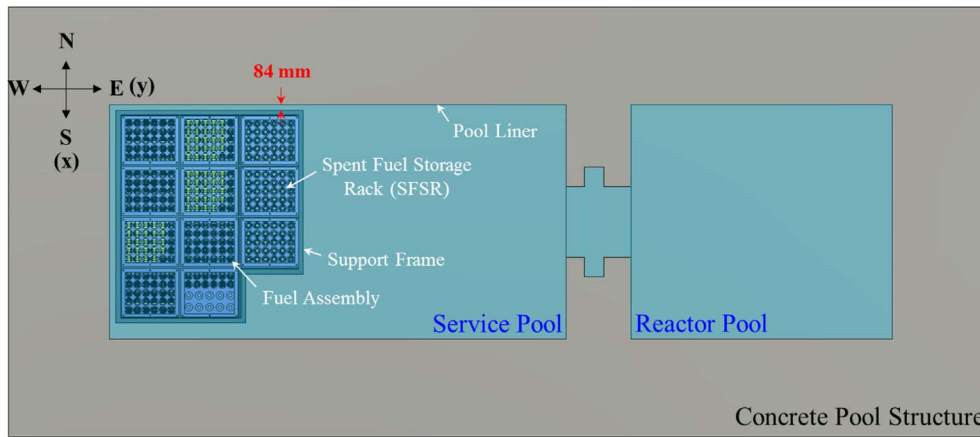 N
84 mm
W
E (y)
S
(x)
Pool Liner
Spent Fuel Storage
Rack (SFSR)
Support Frame
Fuel Assembly
Service Pool
Reactor Pool
Concrete Pool Structure